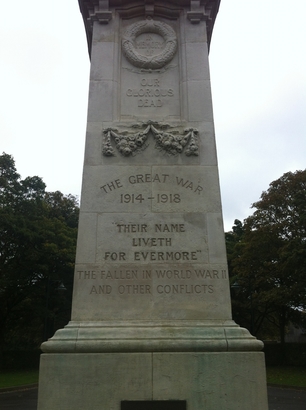 OUR
GLORIOUS
DEAD
THE GREAT WAR
1914-1918
"THEIR NAME
LIVETH
FOR EVERMORE"
THE FALLEN IN WORLD WAR II
AND OTHER CONFLICTS